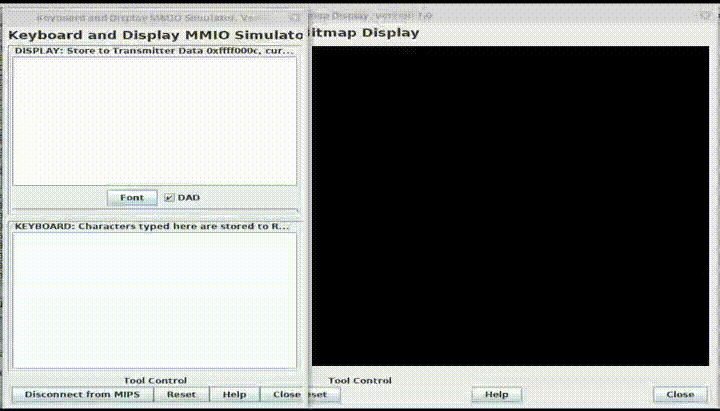 Keyboard and Display MMIO Simulator, Ve
Keyboard and Display MMIO Simulato
DISPLAY: Store to Transmitter Data 0xffff000c, cur...
Font
DAD
KEYBOARD: Characters typed here are stored to R...
Tool Control
Disconnect from MIPS
Reset
Help
Close
map Display, Version 1.0
itmap Display
Tool Control
set
Help
Close